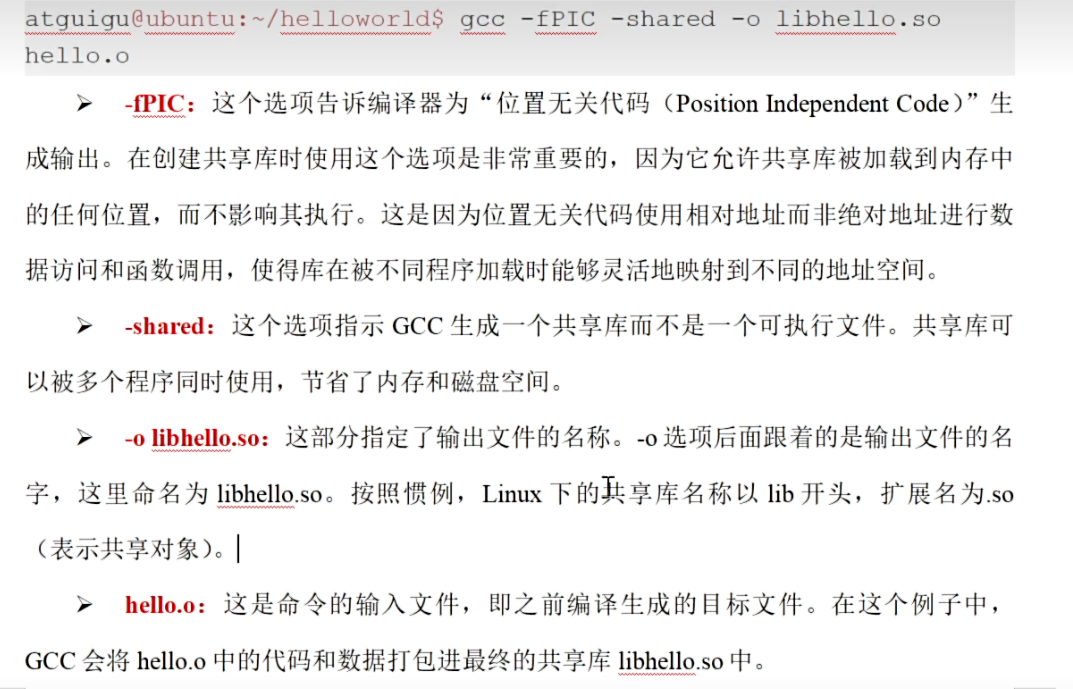 atguigu@ubuntu:~/helloworld$ gcc -fPIC -shared -o libhello.so
hello.o
➢ -fPIC：这个选项告诉编译器为“位置无关代码（Position Independent Code）”生
成输出。在创建共享库时使用这个选项是非常重要的，因为它允许共享库被加载到内存中
的任何位置，而不影响其执行。这是因为位置无关代码使用相对地址而非绝对地址进行数
据访问和函数调用，使得库在被不同程序加载时能够灵活地映射到不同的地址空间。
➢ -shared：这个选项指示 GCC 生成一个共享库而不是一个可执行文件。共享库可
以被多个程序同时使用，节省了内存和磁盘空间。
➢ -o libhello.so：这部分指定了输出文件的名称。-o 选项后面跟着的是输出文件的名
字，这里命名为 libhello.so。按照惯例，Linux 下的共享库名称以 lib 开头，扩展名为.so
（表示共享对象）。
➢ hello.o：这是命令的输入文件，即之前编译生成的目标文件。在这个例子中，
GCC 会将 hello.o 中的代码和数据打包进最终的共享库 libhello.so 中。